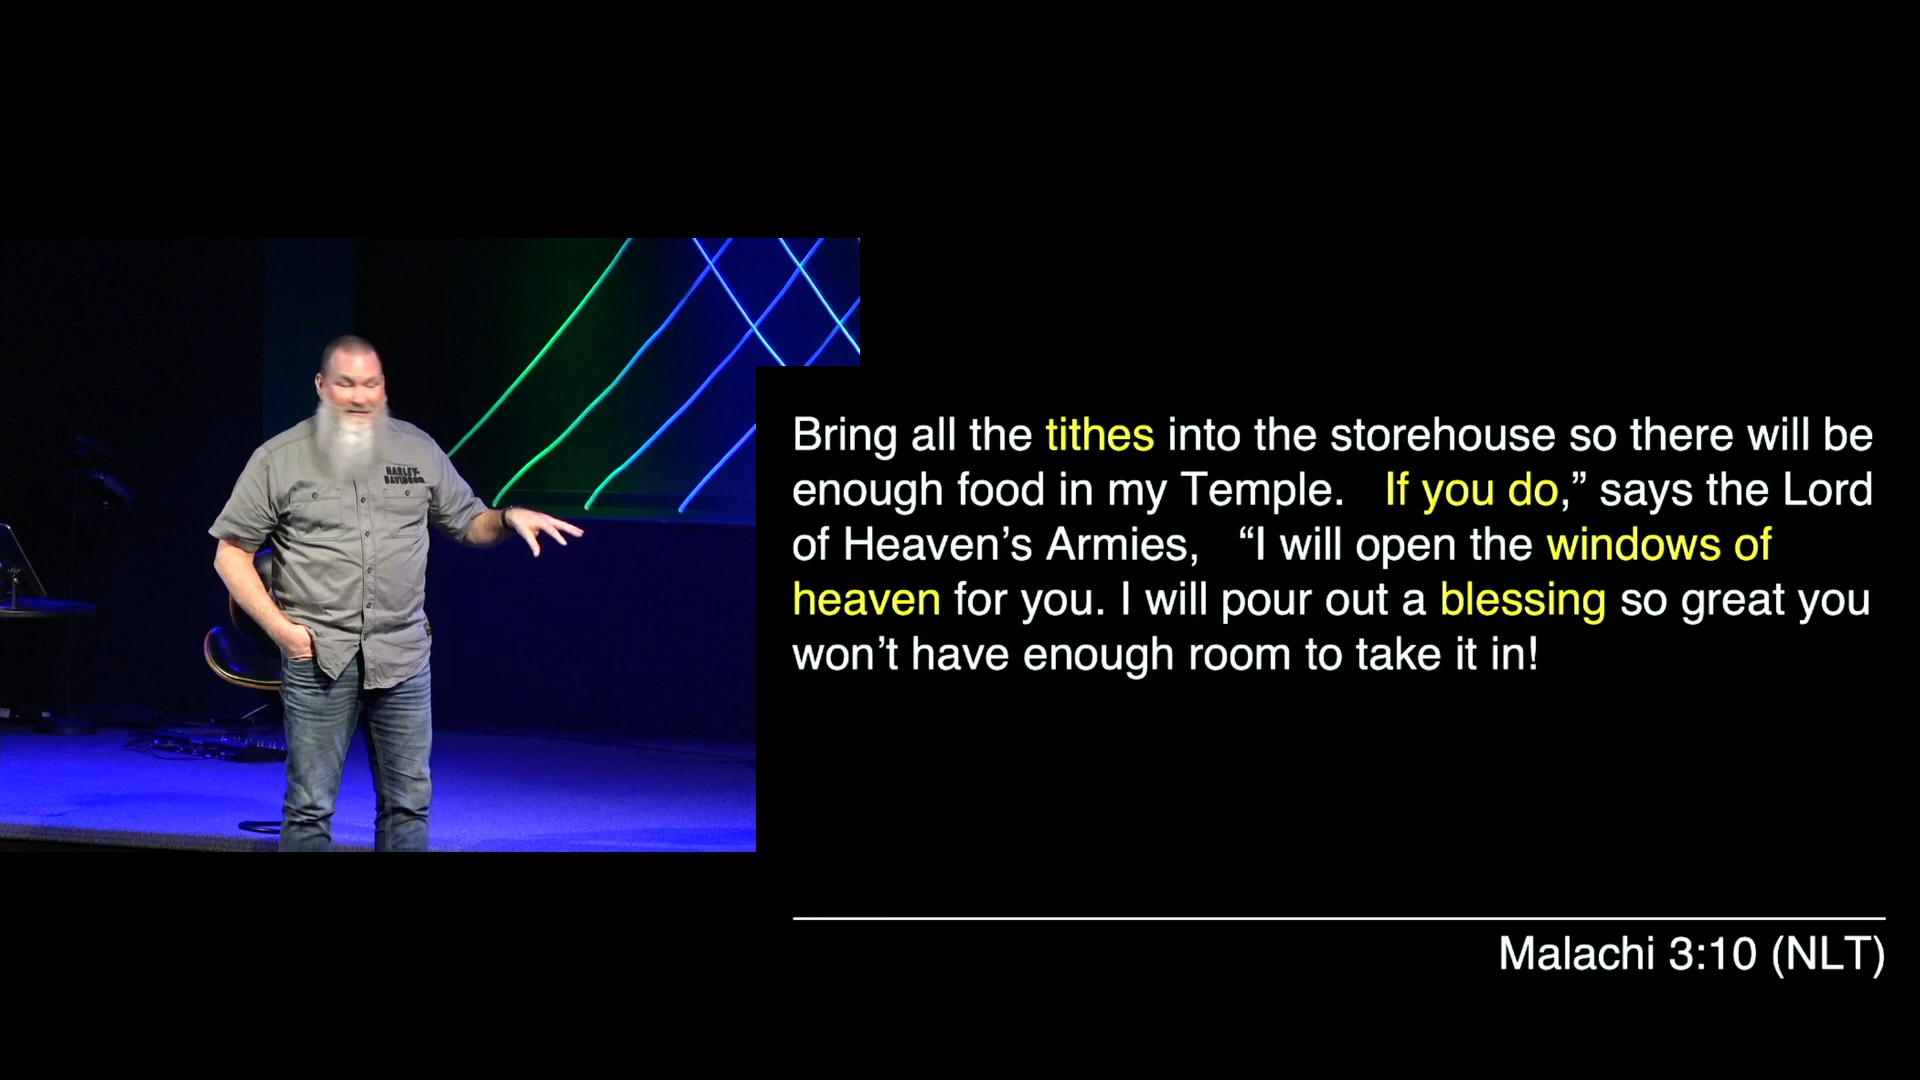 HARLEY-
DAVIDSON
Bring all the tithes into the storehouse so there will be
enough food in my Temple. If you do,” says the Lord
of Heaven’s Armies, “I will open the windows of
heaven for you. I will pour out a blessing so great you
won’t have enough room to take it in!
Malachi 3:10 (NLT)